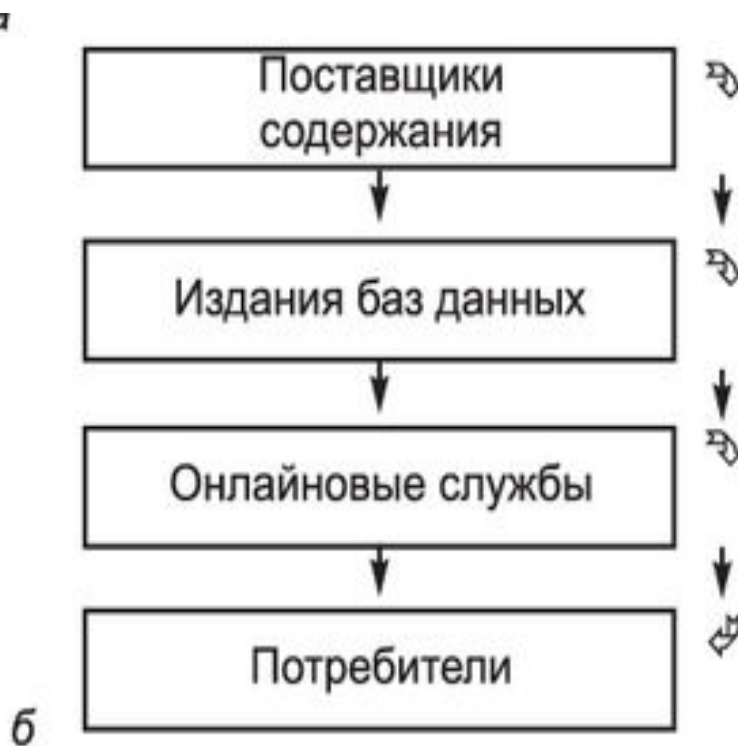 Поставщики
содержания
Издания баз данных
Онлайновые службы
Потребители
б